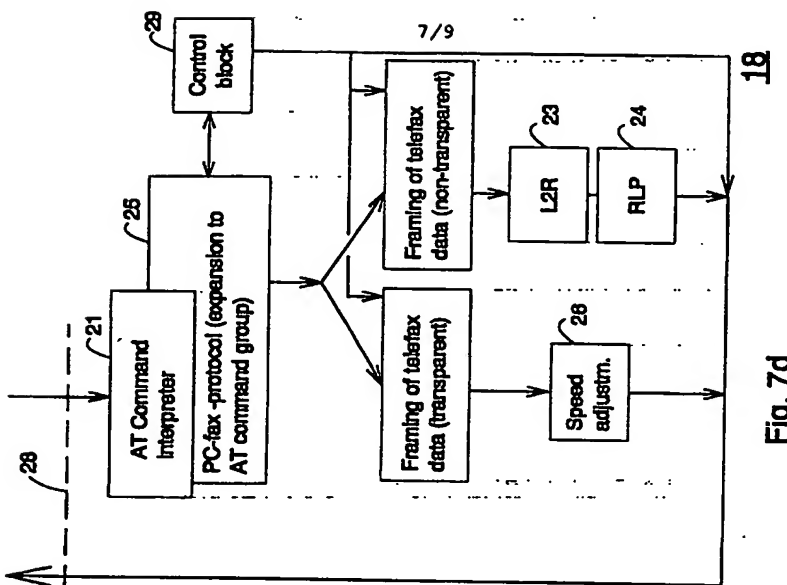 7/9
28
21
AT Command
Interpreter
25
PC-fax -protocol (expansion to
AT command group)
29
Control
block
Framing of telefax
data (transparent)
Framing of telefax
data (non-transparent)
26
Speed
adjustm.
23
L2R
24
RLP
18
Fig. 7d